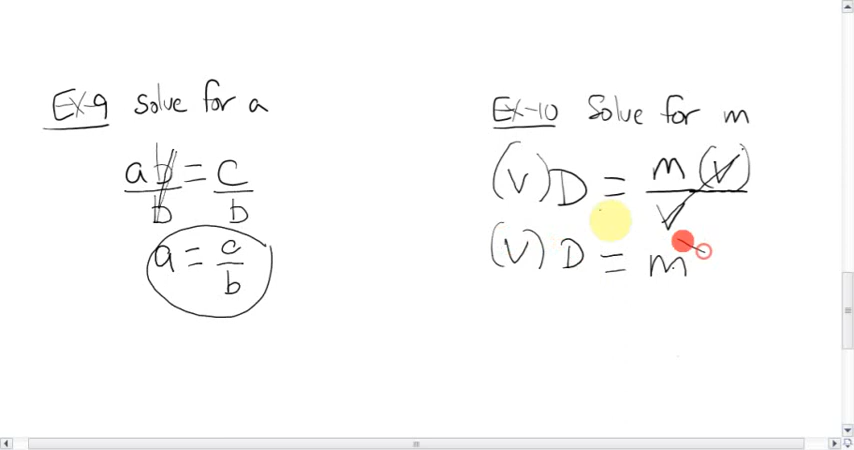 EX-9 solve for a
ab = c
b b
a = c
b
EX-10 Solve for m
(V) D = m (V)
V
(V) D = m